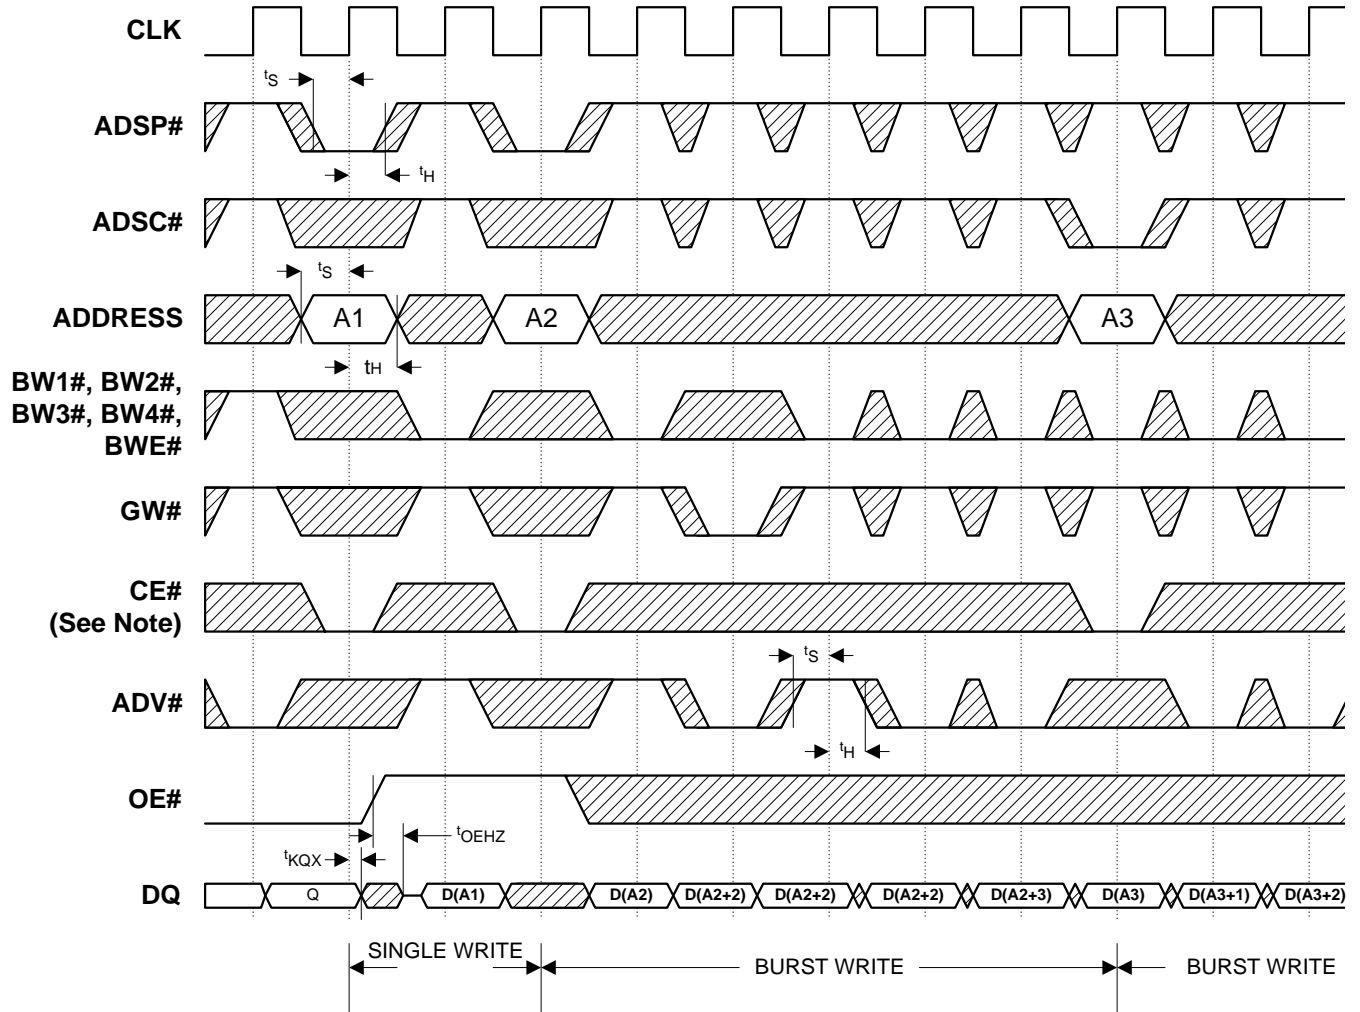 CLK
tS
ADSP#
tH
ADSC#
tS
ADDRESS
A1
A2
A3
tH
BW1#, BW2#,
BW3#, BW4#,
BWE#
GW#
CE#
(See Note)
tS
ADV#
tH
OE#
tOEHZ
tKQX
DQ
Q
D(A1)
D(A2)
D(A2+2)
D(A2+2)
D(A2+2)
D(A2+3)
D(A3)
D(A3+1)
D(A3+2)
SINGLE WRITE
BURST WRITE
BURST WRITE